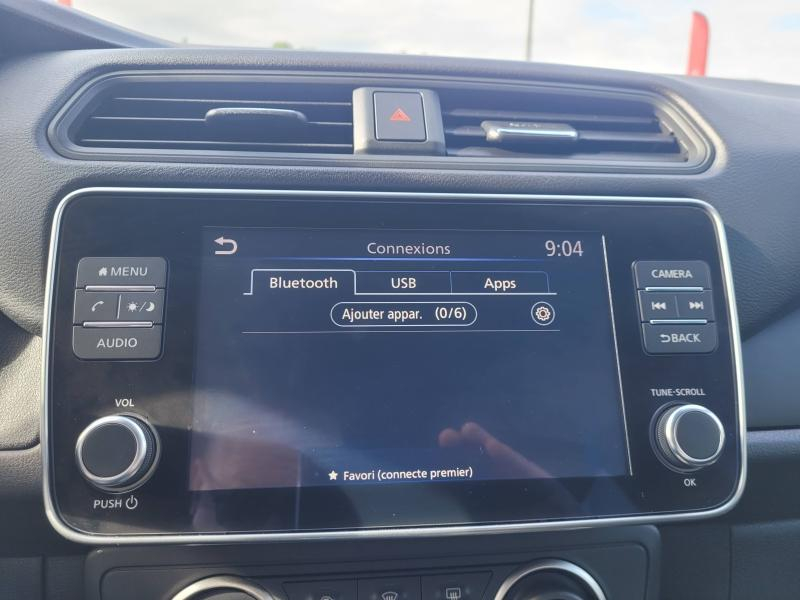 Connexions 9:04
Bluetooth USB Apps
Ajouter appar. (0/6)
Favori (connecte premier)
MENU
AUDIO
VOL
PUSH
CAMERA
BACK
TUNE·SCROLL
OK